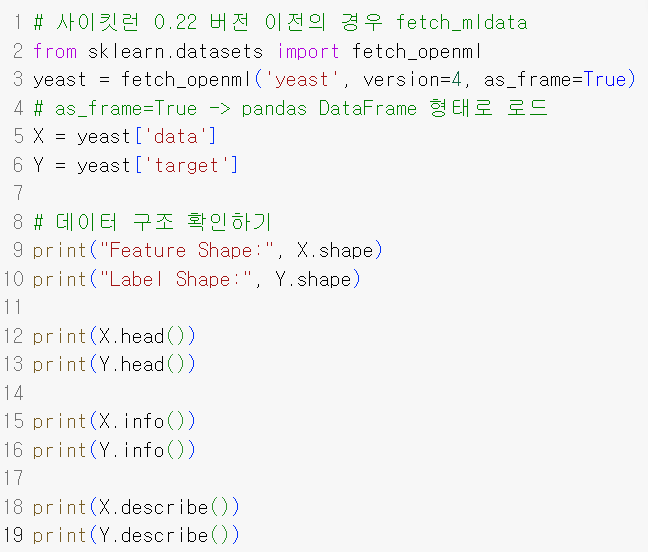 1 # 사이킷런 0.22 버전 이전의 경우 fetch_mldata
2 from sklearn.datasets import fetch_openml
3 yeast = fetch_openml('yeast', version=4, as_frame=True)
4 # as_frame=True -> pandas DataFrame 형태로 로드
5 X = yeast['data']
6 Y = yeast['target']
7
8 # 데이터 구조 확인하기
9 print("Feature Shape:", X.shape)
10 print("Label Shape:", Y.shape)
11
12 print(X.head())
13 print(Y.head())
14
15 print(X.info())
16 print(Y.info())
17
18 print(X.describe())
19 print(Y.describe())